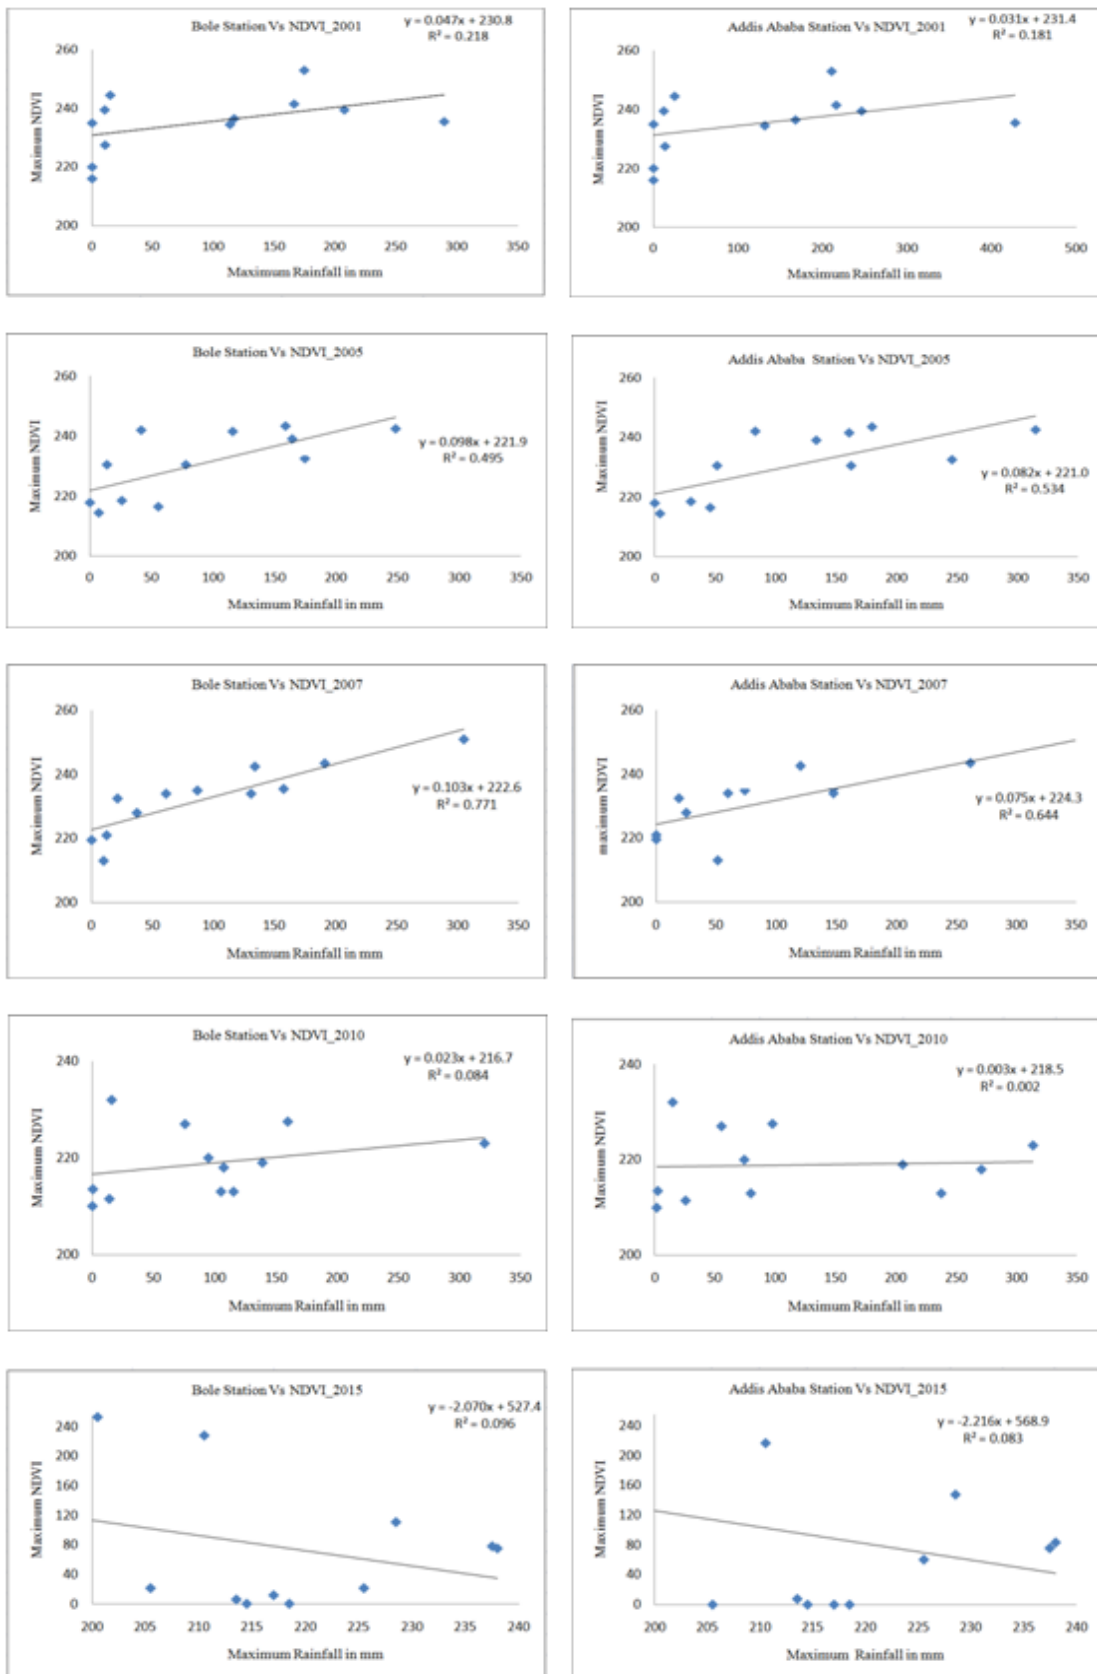 Bole Station Vs NDVI_2001
y = 0.047x + 230.8
R² = 0.218
260
240
220
200
0 50 100 150 200 250 300 350
Maximum NDVI
Maximum Rainfall in mm
Addis Ababa Station Vs NDVI_2001
y = 0.031x + 231.4
R² = 0.181
260
240
220
200
0 100 200 300 400 500
Maximum NDVI
Maximum Rainfall in mm
Bole Station Vs NDVI_2005
260
240
220
200
y = 0.098x + 221.9
R² = 0.495
0 50 100 150 200 250 300 350
Maximum NDVI
Maximum Rainfall in mm
Addis Ababa Station Vs NDVI_2005
260
240
220
200
y = 0.082x + 221.0
R² = 0.534
0 50 100 150 200 250 300 350
Maximum NDVI
Maximum Rainfall in mm
Bole Station Vs NDVI_2007
260
240
220
200
y = 0.103x + 222.6
R² = 0.771
0 50 100 150 200 250 300 350
Maximum NDVI
Maximum Rainfall in mm
Addis Ababa Station Vs NDVI_2007
260
240
220
200
y = 0.075x + 224.3
R² = 0.644
0 50 100 150 200 250 300 350
maximum NDVI
Maximum Rainfall in mm
Bole Station Vs NDVI_2010
y = 0.023x + 216.7
R² = 0.084
240
220
200
0 50 100 150 200 250 300 350
Maximum NDVI
Maximum Rainfall in mm
Addis Ababa Station Vs NDVI_2010
y = 0.003x + 218.5
R² = 0.002
240
220
200
0 50 100 150 200 250 300 350
Maximum NDVI
Maximum Rainfall in mm
Bole Station Vs NDVI_2015
y = -2.070x + 527.4
R² = 0.096
240
200
160
120
80
40
0
200 205 210 215 220 225 230 235 240
Maximum NDVI
Maximum Rainfall in mm
Addis Ababa Station Vs NDVI_2015
y = -2.216x + 568.9
R² = 0.083
240
200
160
120
80
40
0
200 205 210 215 220 225 230 235 240
Maximum NDVI
Maximum Rainfall in mm